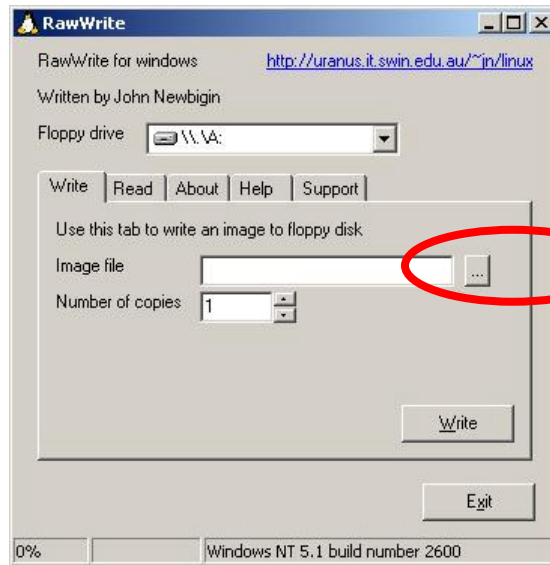 RawWrite
RawWrite for windows http://uranus.it.swin.edu.au/~jn/linux
Written by John Newbigin
Floppy drive \\.\A:
Write Read About Help Support
Use this tab to write an image to floppy disk
Image file ...
Number of copies 1
Write
Exit
0% Windows NT 5.1 build number 2600